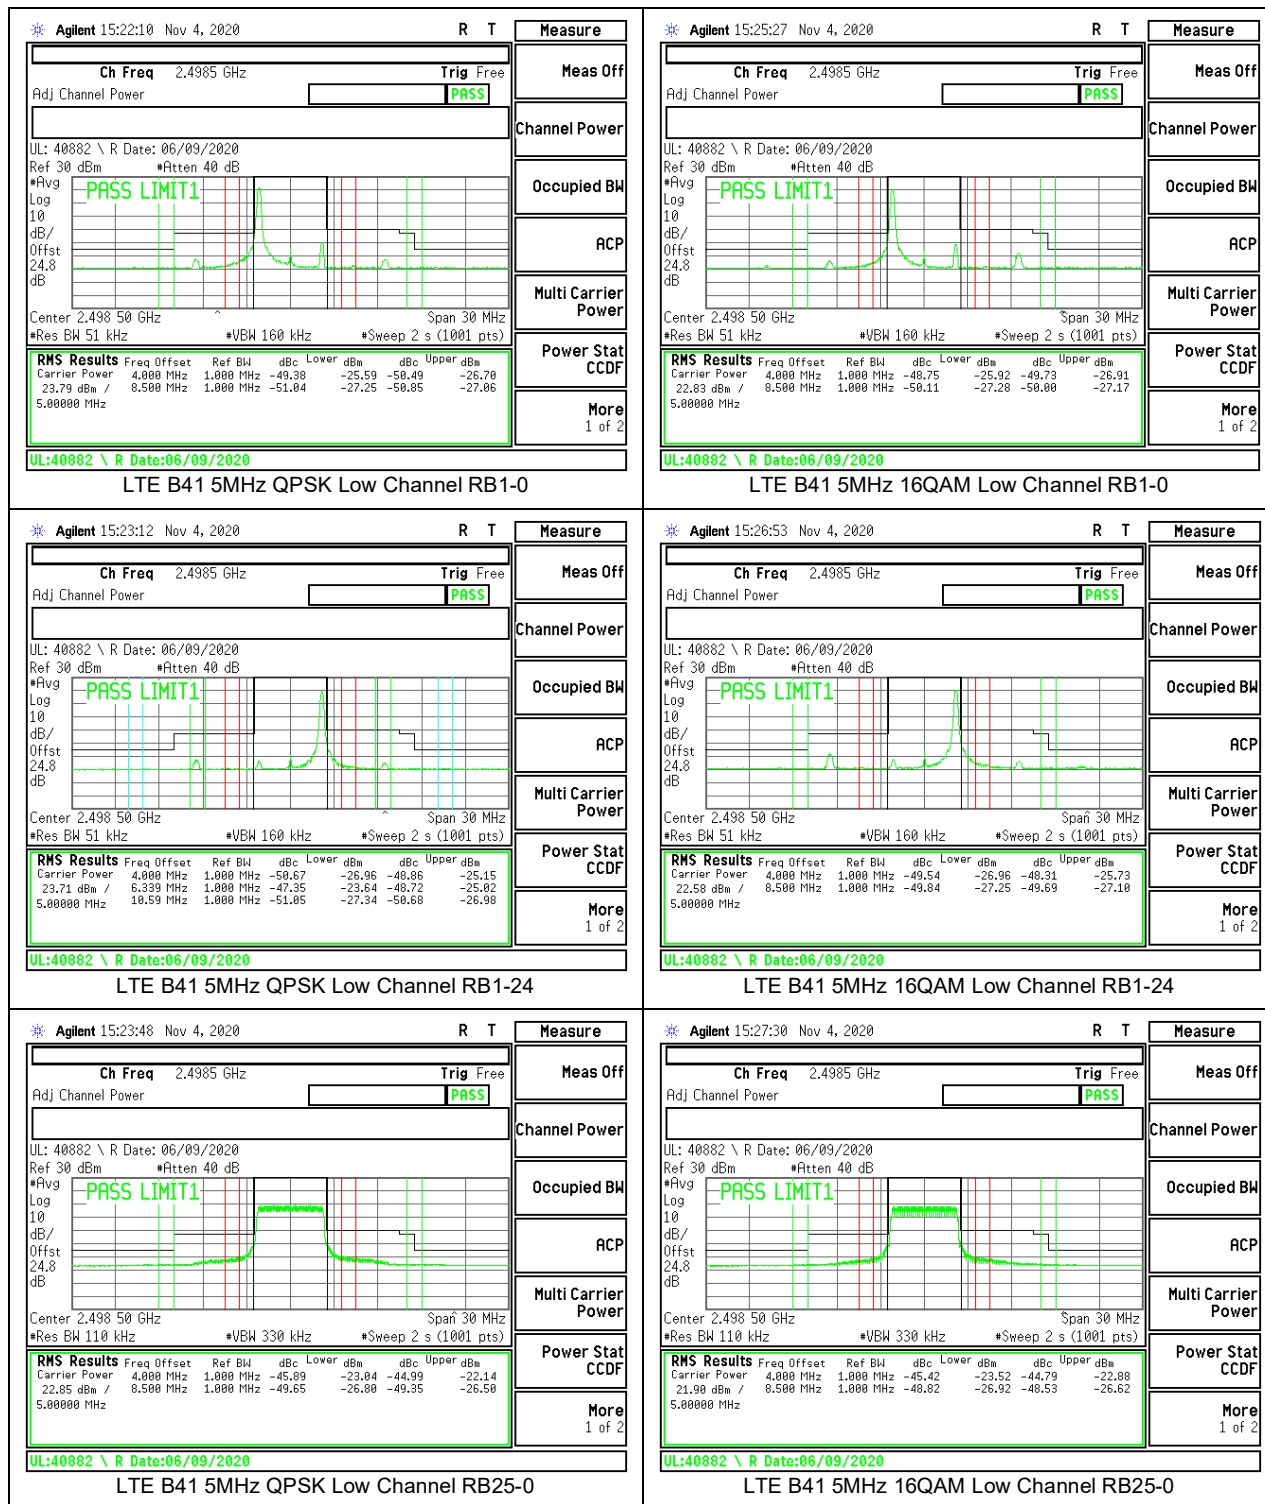 Agilent 15:22:10 Nov 4, 2020 R T Measure
Ch Freq 2.4985 GHz Trig Free Meas Off
Adj Channel Power PASS
Channel Power
UL: 40882 \ R Date: 06/09/2020
Ref 30 dBm #Atten 40 dB
#Avg PASS LIMIT1 Occupied BW
Log
10
dB/ ACP
Offst
24.8
dB
Multi Carrier
Power
Center 2.498 50 GHz Span 30 MHz
#Res BW 51 kHz #VBW 160 kHz #Sweep 2 s (1001 pts)
Power Stat
CCDF
RMS Results Freq Offset Ref BW dBc Lower dBm dBc Upper dBm
Carrier Power 4.000 MHz 1.000 MHz -49.38 -25.59 -50.49 -26.70
23.79 dBm / 8.500 MHz 1.000 MHz -51.04 -27.25 -50.85 -27.06
5.00000 MHz
More
1 of 2
UL:40882 \ R Date:06/09/2020
LTE B41 5MHz QPSK Low Channel RB1-0
Agilent 15:25:27 Nov 4, 2020 R T Measure
Ch Freq 2.4985 GHz Trig Free Meas Off
Adj Channel Power PASS
Channel Power
UL: 40882 \ R Date: 06/09/2020
Ref 30 dBm #Atten 40 dB
#Avg PASS LIMIT1 Occupied BW
Log
10
dB/ ACP
Offst
24.8
dB
Multi Carrier
Power
Center 2.498 50 GHz Span 30 MHz
#Res BW 51 kHz #VBW 160 kHz #Sweep 2 s (1001 pts)
Power Stat
CCDF
RMS Results Freq Offset Ref BW dBc Lower dBm dBc Upper dBm
Carrier Power 4.000 MHz 1.000 MHz -48.75 -25.92 -49.73 -26.91
22.83 dBm / 8.500 MHz 1.000 MHz -50.11 -27.28 -50.00 -27.17
5.00000 MHz
More
1 of 2
UL:40882 \ R Date:06/09/2020
LTE B41 5MHz 16QAM Low Channel RB1-0
Agilent 15:23:12 Nov 4, 2020 R T Measure
Ch Freq 2.4985 GHz Trig Free Meas Off
Adj Channel Power PASS
Channel Power
UL: 40882 \ R Date: 06/09/2020
Ref 30 dBm #Atten 40 dB
#Avg PASS LIMIT1 Occupied BW
Log
10
dB/ ACP
Offst
24.8
dB
Multi Carrier
Power
Center 2.498 50 GHz Span 30 MHz
#Res BW 51 kHz #VBW 160 kHz #Sweep 2 s (1001 pts)
Power Stat
CCDF
RMS Results Freq Offset Ref BW dBc Lower dBm dBc Upper dBm
Carrier Power 4.000 MHz 1.000 MHz -50.67 -26.96 -48.86 -25.15
23.71 dBm / 6.339 MHz 1.000 MHz -47.35 -23.64 -48.72 -25.02
5.00000 MHz 10.59 MHz 1.000 MHz -51.05 -27.34 -50.68 -26.98
More
1 of 2
UL:40882 \ R Date:06/09/2020
LTE B41 5MHz QPSK Low Channel RB1-24
Agilent 15:26:53 Nov 4, 2020 R T Measure
Ch Freq 2.4985 GHz Trig Free Meas Off
Adj Channel Power PASS
Channel Power
UL: 40882 \ R Date: 06/09/2020
Ref 30 dBm #Atten 40 dB
#Avg PASS LIMIT1 Occupied BW
Log
10
dB/ ACP
Offst
24.8
dB
Multi Carrier
Power
Center 2.498 50 GHz Span 30 MHz
#Res BW 51 kHz #VBW 160 kHz #Sweep 2 s (1001 pts)
Power Stat
CCDF
RMS Results Freq Offset Ref BW dBc Lower dBm dBc Upper dBm
Carrier Power 4.000 MHz 1.000 MHz -49.54 -26.96 -48.31 -25.73
22.58 dBm / 8.500 MHz 1.000 MHz -49.84 -27.25 -49.69 -27.10
5.00000 MHz
More
1 of 2
UL:40882 \ R Date:06/09/2020
LTE B41 5MHz 16QAM Low Channel RB1-24
Agilent 15:23:48 Nov 4, 2020 R T Measure
Ch Freq 2.4985 GHz Trig Free Meas Off
Adj Channel Power PASS
Channel Power
UL: 40882 \ R Date: 06/09/2020
Ref 30 dBm #Atten 40 dB
#Avg PASS LIMIT1 Occupied BW
Log
10
dB/ ACP
Offst
24.8
dB
Multi Carrier
Power
Center 2.498 50 GHz Span 30 MHz
#Res BW 110 kHz #VBW 330 kHz #Sweep 2 s (1001 pts)
Power Stat
CCDF
RMS Results Freq Offset Ref BW dBc Lower dBm dBc Upper dBm
Carrier Power 4.000 MHz 1.000 MHz -45.89 -23.04 -44.99 -22.14
22.85 dBm / 8.500 MHz 1.000 MHz -49.65 -26.80 -49.35 -26.50
5.00000 MHz
More
1 of 2
UL:40882 \ R Date:06/09/2020
LTE B41 5MHz QPSK Low Channel RB25-0
Agilent 15:27:30 Nov 4, 2020 R T Measure
Ch Freq 2.4985 GHz Trig Free Meas Off
Adj Channel Power PASS
Channel Power
UL: 40882 \ R Date: 06/09/2020
Ref 30 dBm #Atten 40 dB
#Avg PASS LIMIT1 Occupied BW
Log
10
dB/ ACP
Offst
24.8
dB
Multi Carrier
Power
Center 2.498 50 GHz Span 30 MHz
#Res BW 110 kHz #VBW 330 kHz #Sweep 2 s (1001 pts)
Power Stat
CCDF
RMS Results Freq Offset Ref BW dBc Lower dBm dBc Upper dBm
Carrier Power 4.000 MHz 1.000 MHz -45.42 -23.52 -44.79 -22.88
21.90 dBm / 8.500 MHz 1.000 MHz -48.82 -26.92 -48.53 -26.62
5.00000 MHz
More
1 of 2
UL:40882 \ R Date:06/09/2020
LTE B41 5MHz 16QAM Low Channel RB25-0